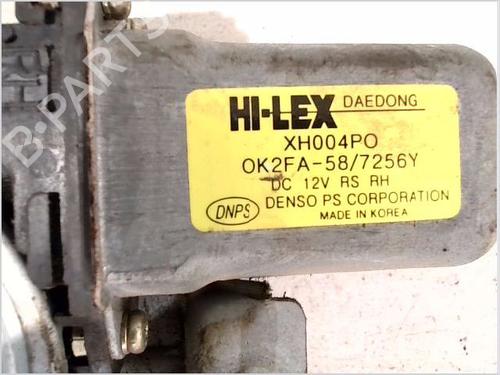 HI-LEX DAEDONG
XH004PO
OK2FA-58/7256Y
DC 12V RS RH
DNPS DENSO PS CORPORATION
MADE IN KOREA
B-PARTS